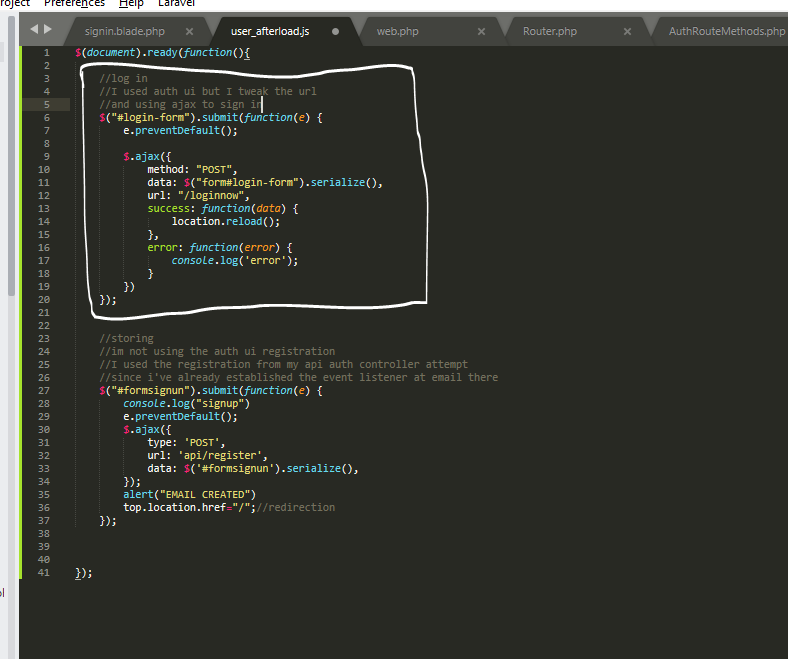 roject Preferences Help Laravel
signin.blade.php × user_afterload.js web.php × Router.php × AuthRouteMethods.php
1 $(document).ready(function(){
2
3 //log in
4 //I used auth ui but I tweak the url
5 //and using ajax to sign in
6 $("#login-form").submit(function(e) {
7 e.preventDefault();
8
9 $.ajax({
10 method: "POST",
11 data: $("form#login-form").serialize(),
12 url: "/loginnow",
13 success: function(data) {
14 location.reload();
15 },
16 error: function(error) {
17 console.log('error');
18 }
19 })
20 });
21
22
23 //storing
24 //im not using the auth ui registration
25 //I used the registration from my api auth controller attempt
26 //since i've already established the event listener at email there
27 $("#formsignun").submit(function(e) {
28 console.log("signup")
29 e.preventDefault();
30 $.ajax({
31 type: 'POST',
32 url: 'api/register',
33 data: $('#formsignun').serialize(),
34 });
35 alert("EMAIL CREATED")
36 top.location.href="/";//redirection
37 });
38
39
40
41 });
ol